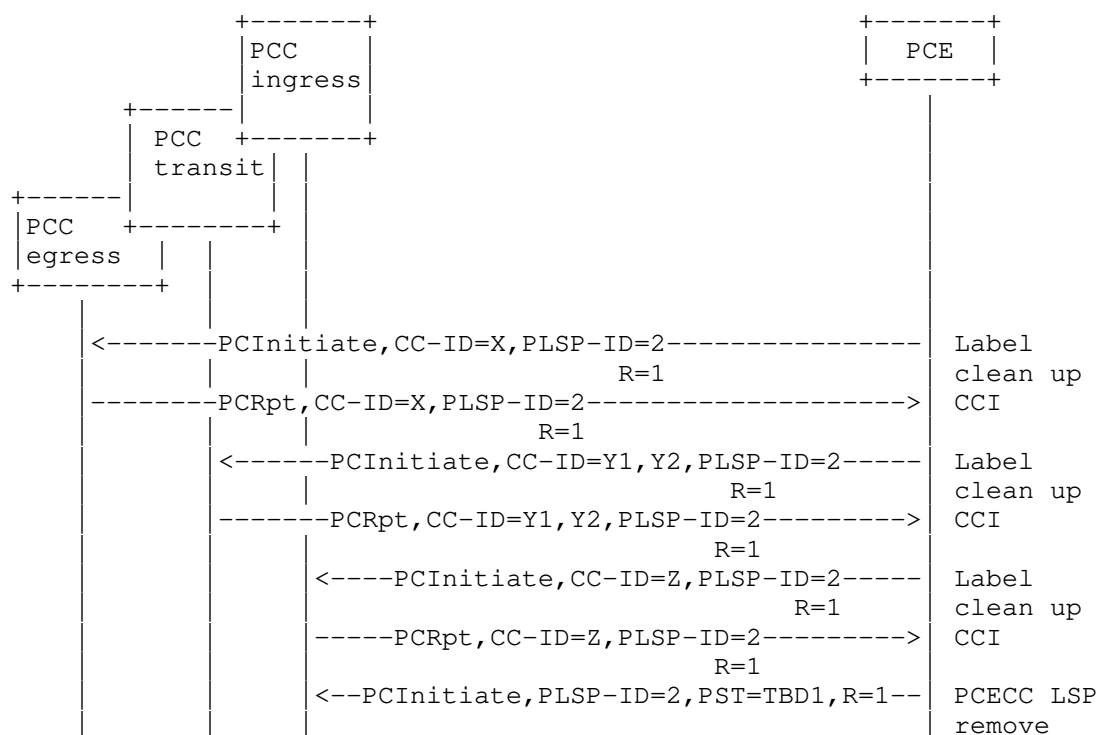 PCC PCE
ingress
PCC
transit
PCC
egress
<-------PCInitiate,CC-ID=X,PLSP-ID=2---------------- Label
R=1 clean up
--------PCRpt,CC-ID=X,PLSP-ID=2--------------------> CCI
R=1
<------PCInitiate,CC-ID=Y1,Y2,PLSP-ID=2----- Label
R=1 clean up
-------PCRpt,CC-ID=Y1,Y2,PLSP-ID=2---------> CCI
R=1
<----PCInitiate,CC-ID=Z,PLSP-ID=2----- Label
R=1 clean up
-----PCRpt,CC-ID=Z,PLSP-ID=2---------> CCI
R=1
<--PCInitiate,PLSP-ID=2,PST=TBD1,R=1-- PCECC LSP
remove